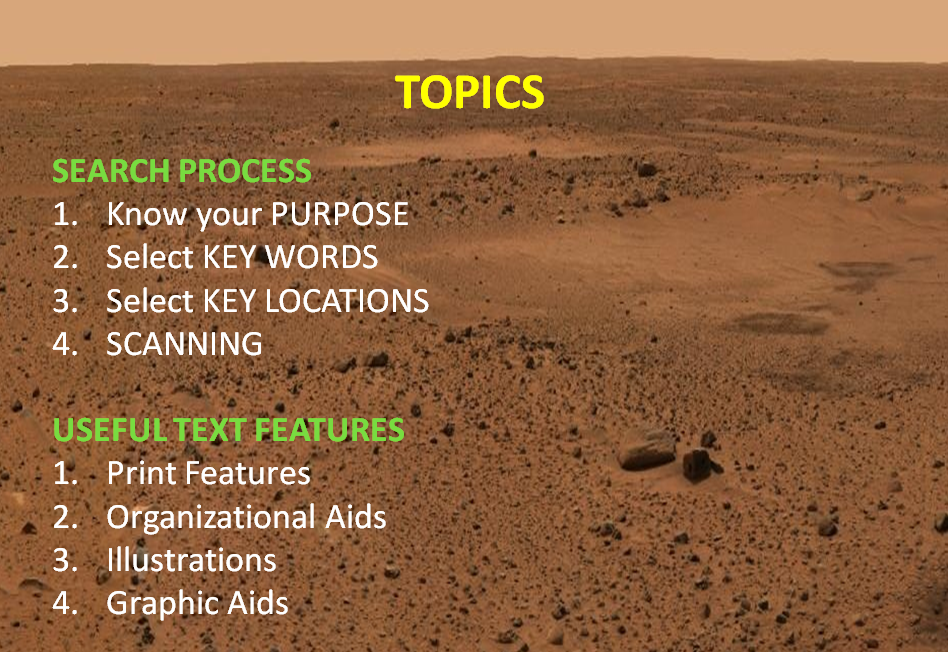 TOPICS
SEARCH PROCESS
1. Know your PURPOSE
2. Select KEY WORDS
3. Select KEY LOCATIONS
4. SCANNING
USEFUL TEXT FEATURES
1. Print Features
2. Organizational Aids
3. Illustrations
4. Graphic Aids